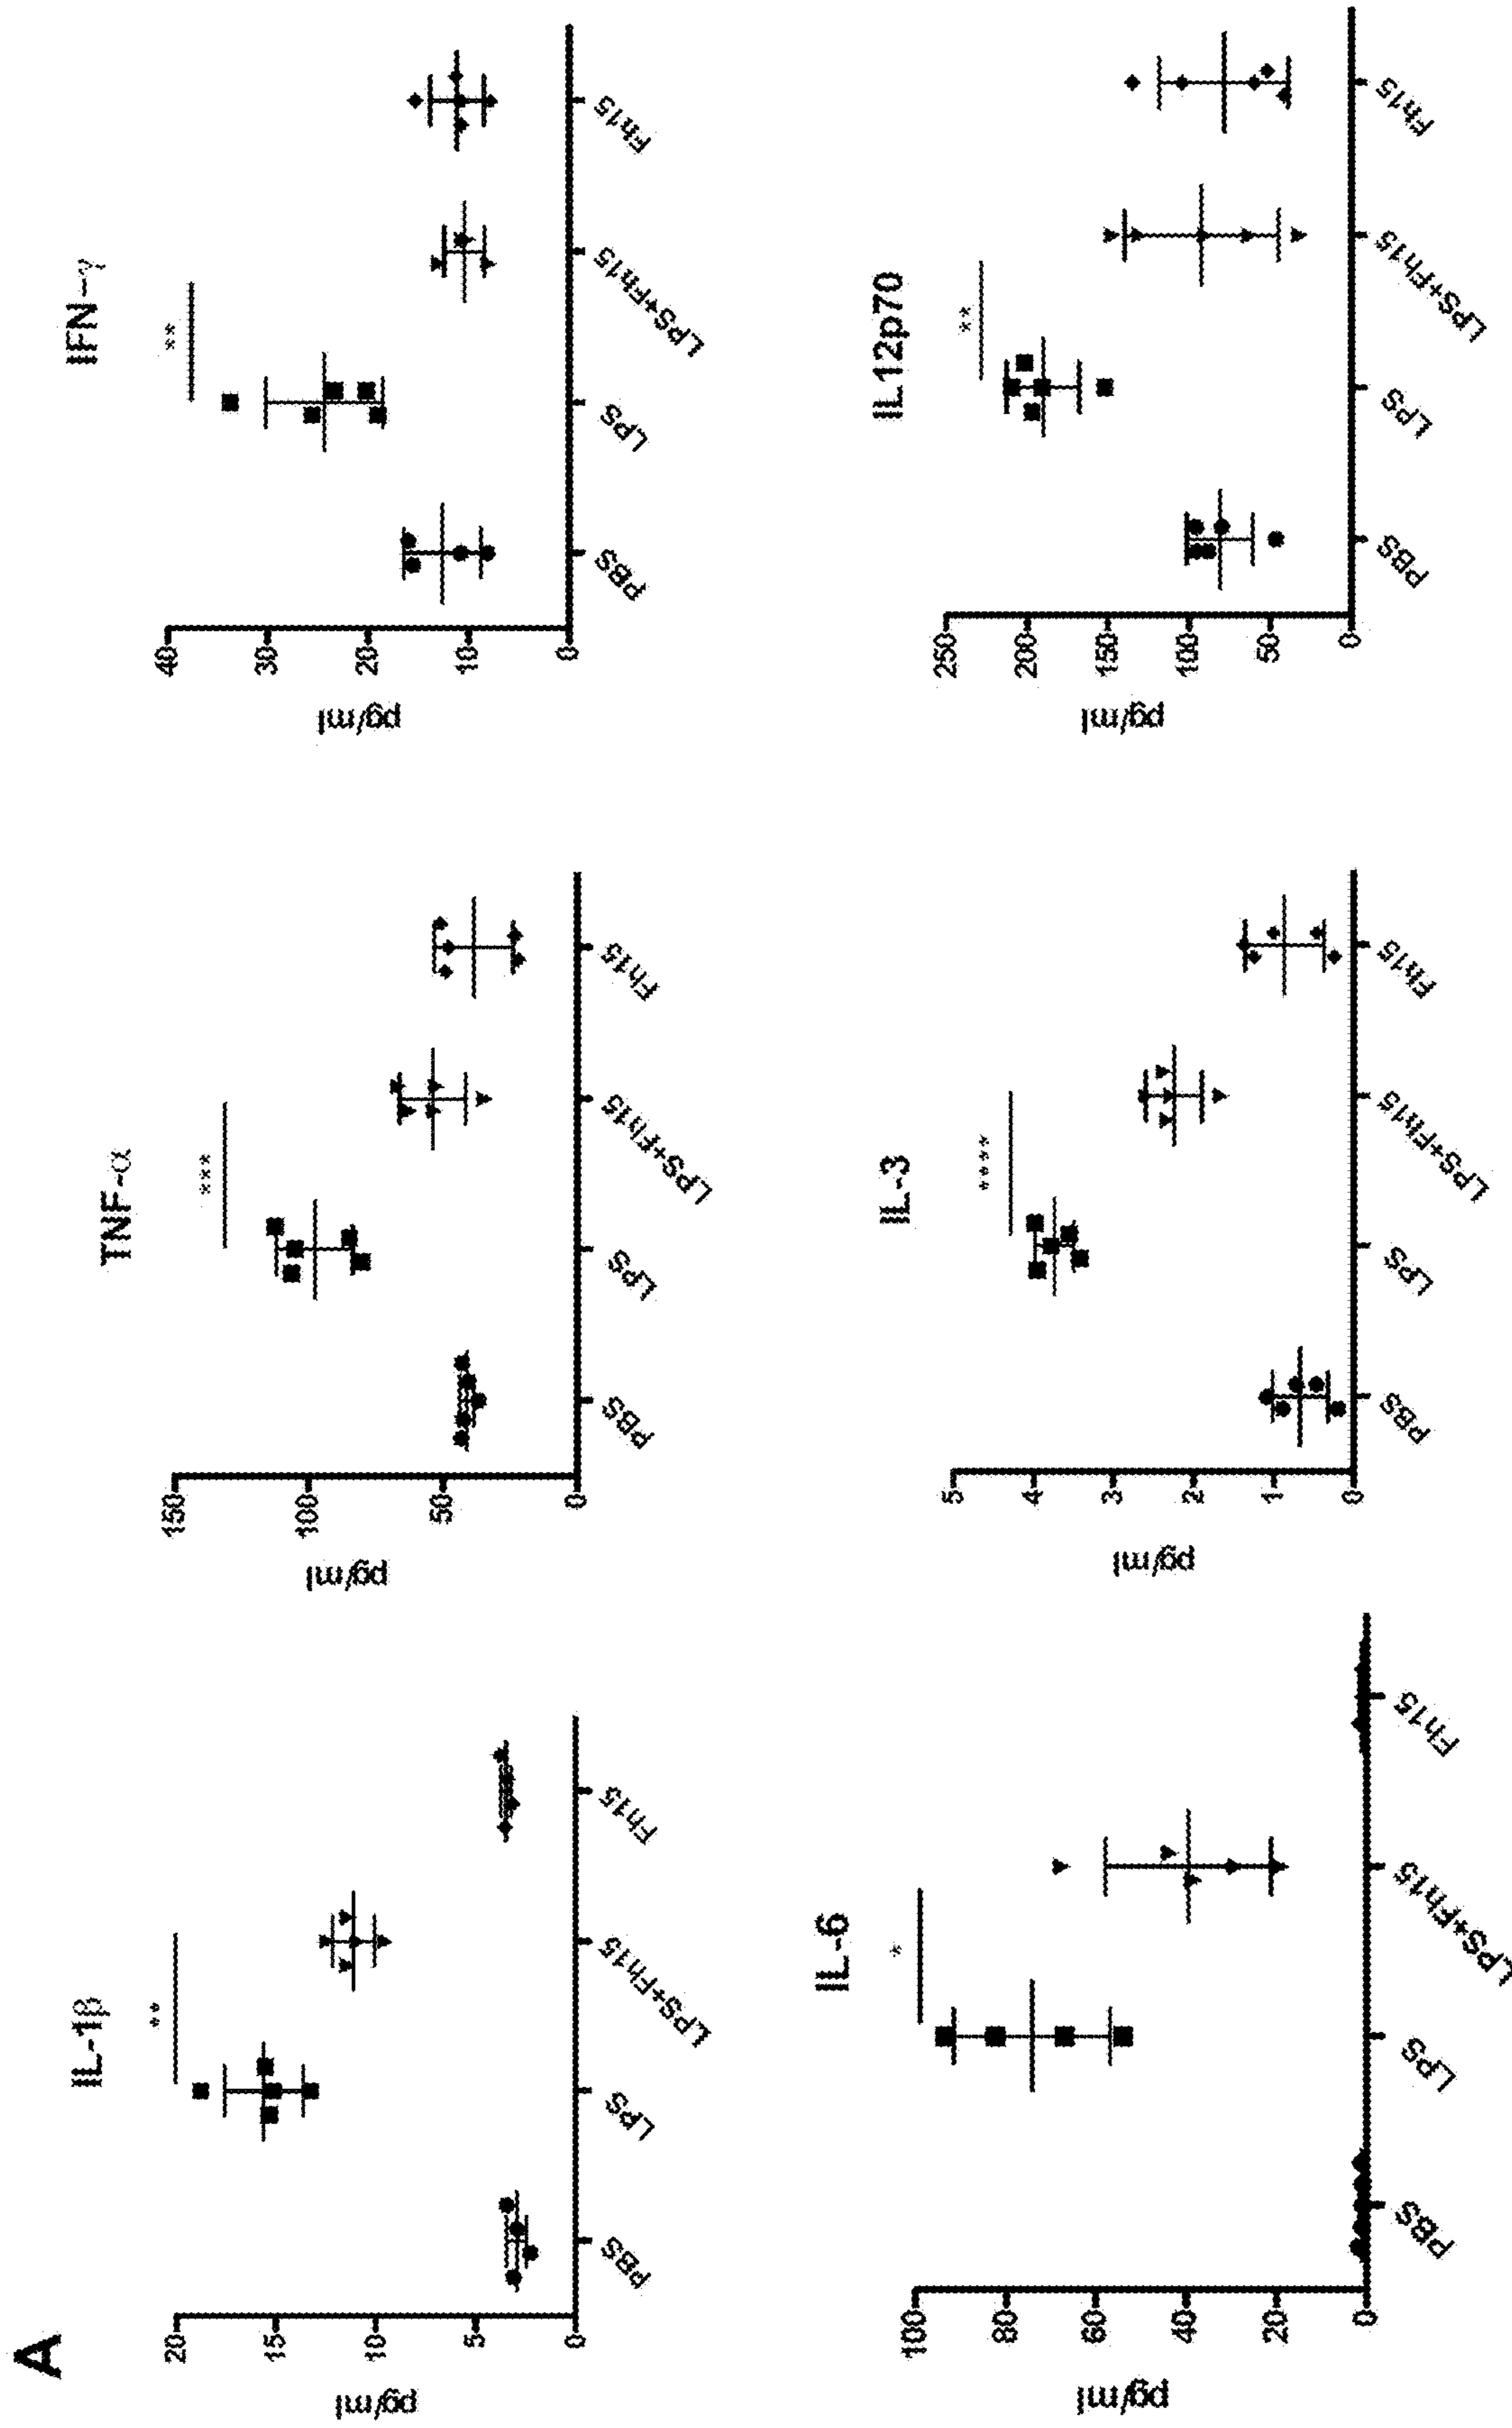 A
IL-1β
**
pg/ml
20
15
10
5
0
PBS
LPS
LPS+Fh15
Fh15
TNF-α
***
pg/ml
150
100
50
0
PBS
LPS
LPS+Fh15
Fh15
IFN-γ
**
pg/ml
40
30
20
10
0
PBS
LPS
LPS+Fh15
Fh15
IL-6
*
pg/ml
100
80
60
40
20
0
PBS
LPS
LPS+Fh15
Fh15
IL-3
****
pg/ml
5
4
3
2
1
0
PBS
LPS
LPS+Fh15
Fh15
IL12p70
**
pg/ml
250
200
150
100
50
0
PBS
LPS
LPS+Fh15
Fh15